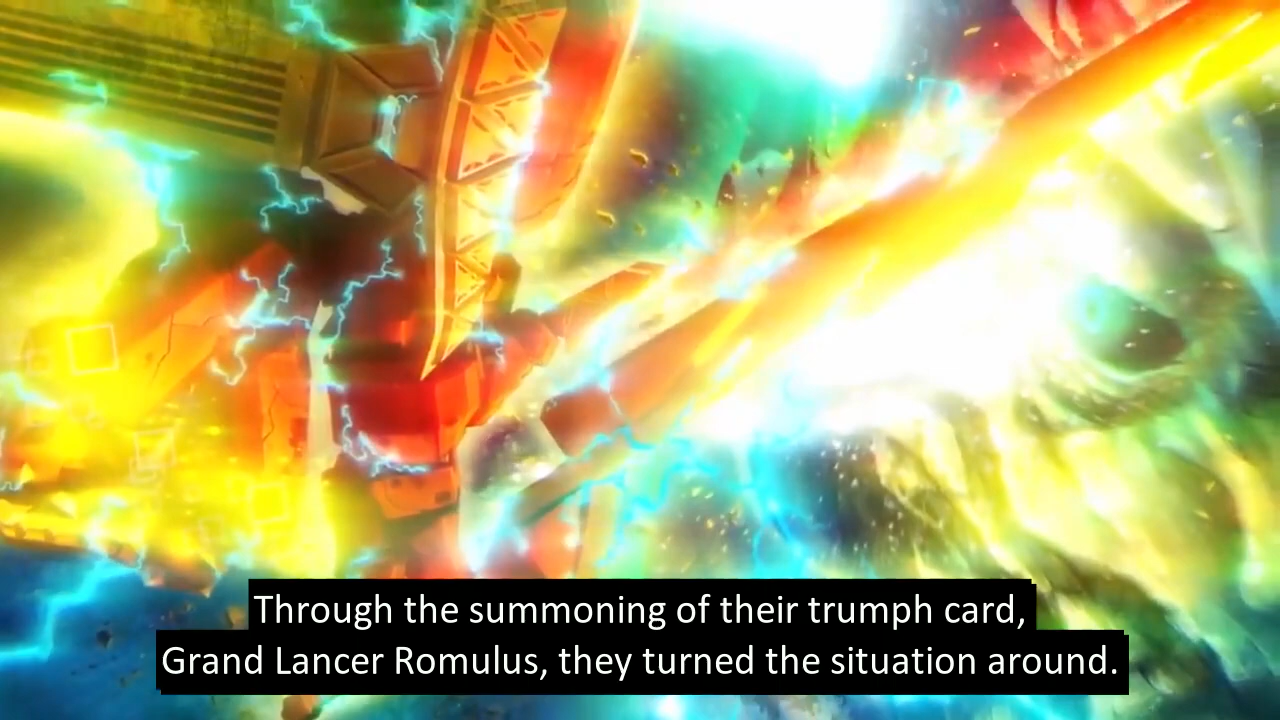 Through the summoning of their trumph card,
Grand Lancer Romulus, they turned the situation around.